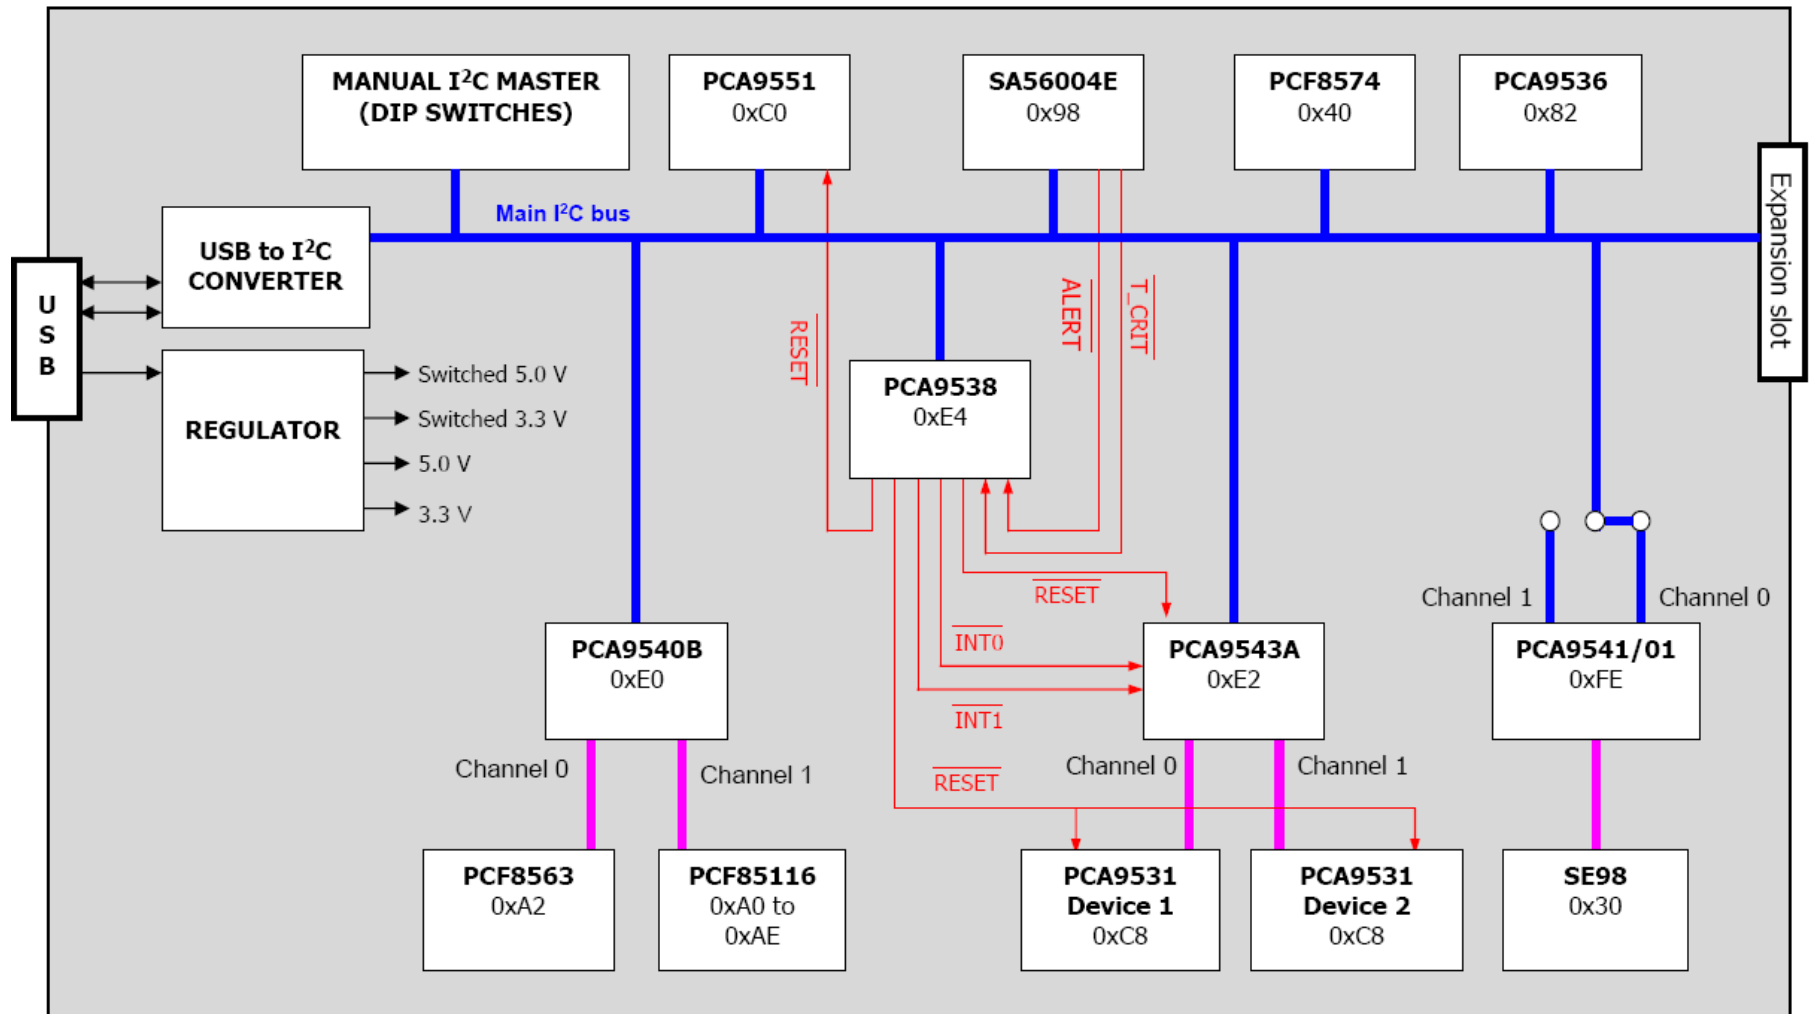 MANUAL I²C MASTER
(DIP SWITCHES)
PCA9551
0xC0
SA56004E
0x98
PCF8574
0x40
PCA9536
0x82
Expansion slot
Main I²C bus
USB to I²C
CONVERTER
U
S
B
REGULATOR
Switched 5.0 V
Switched 3.3 V
5.0 V
3.3 V
RESET
ALERT
T_CRIT
PCA9538
0xE4
RESET
INT0
INT1
RESET
Channel 1
Channel 0
PCA9540B
0xE0
PCA9543A
0xE2
PCA9541/01
0xFE
Channel 0
Channel 1
Channel 0
Channel 1
PCF8563
0xA2
PCF85116
0xA0 to
0xAE
PCA9531
Device 1
0xC8
PCA9531
Device 2
0xC8
SE98
0x30